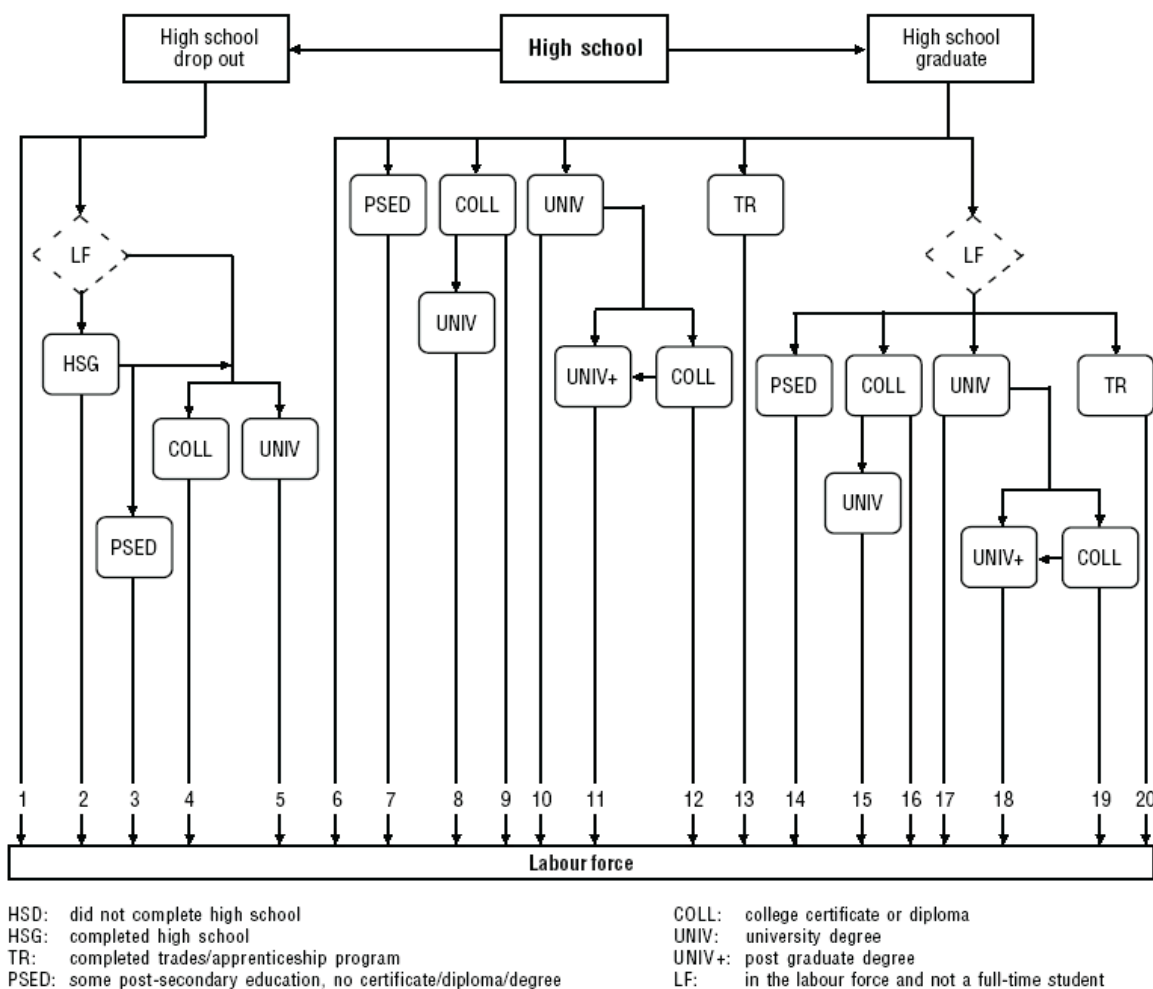 High school
drop out
High school
High school
graduate
PSED
COLL
UNIV
TR
LF
LF
UNIV
HSG
UNIV+
COLL
PSED
COLL
UNIV
TR
COLL
UNIV
UNIV
PSED
UNIV+
COLL
1 2 3 4 5 6 7 8 9 10 11 12 13 14 15 16 17 18 19 20
Labour force
HSD: did not complete high school
HSG: completed high school
TR: completed trades/apprenticeship program
PSED: some post-secondary education, no certificate/diploma/degree
COLL: college certificate or diploma
UNIV: university degree
UNIV+: post graduate degree
LF: in the labour force and not a full-time student